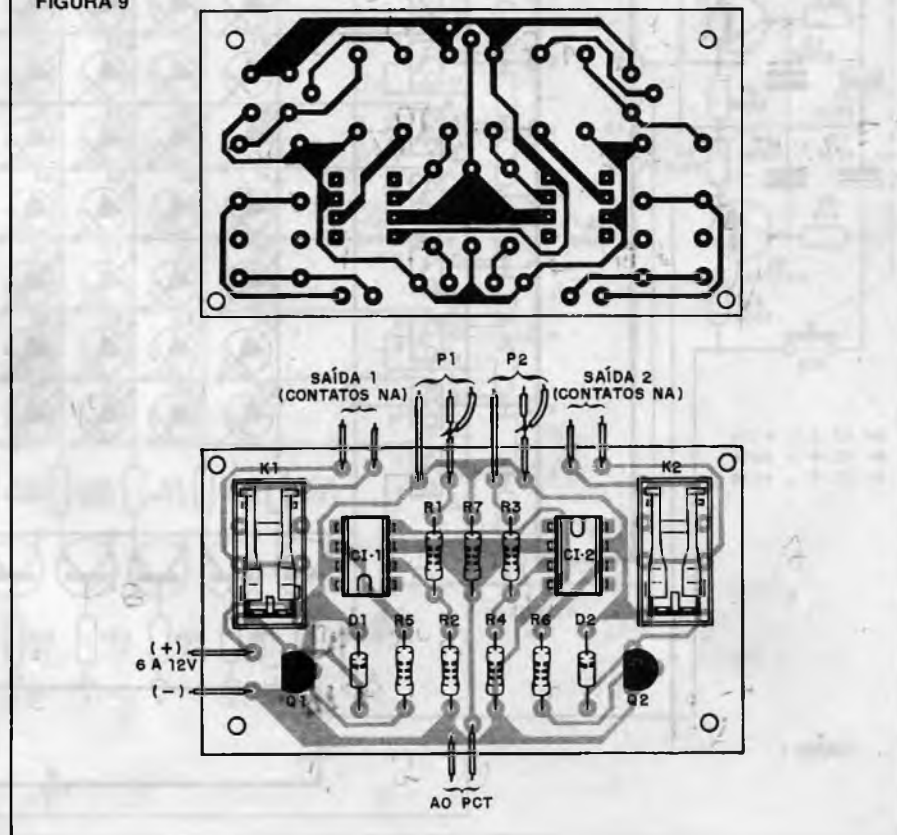 FIGURA 9
P1 P2
SAÍDA 1 SAÍDA 2
(CONTATOS NA) (CONTATOS NA)
K1 K2
R1 R7 R3
CI-1 CI-2
D1 R5 R2 R4 R6 D2
(+)
6 A 12V
(-)
Q1 Q2
AO PCT